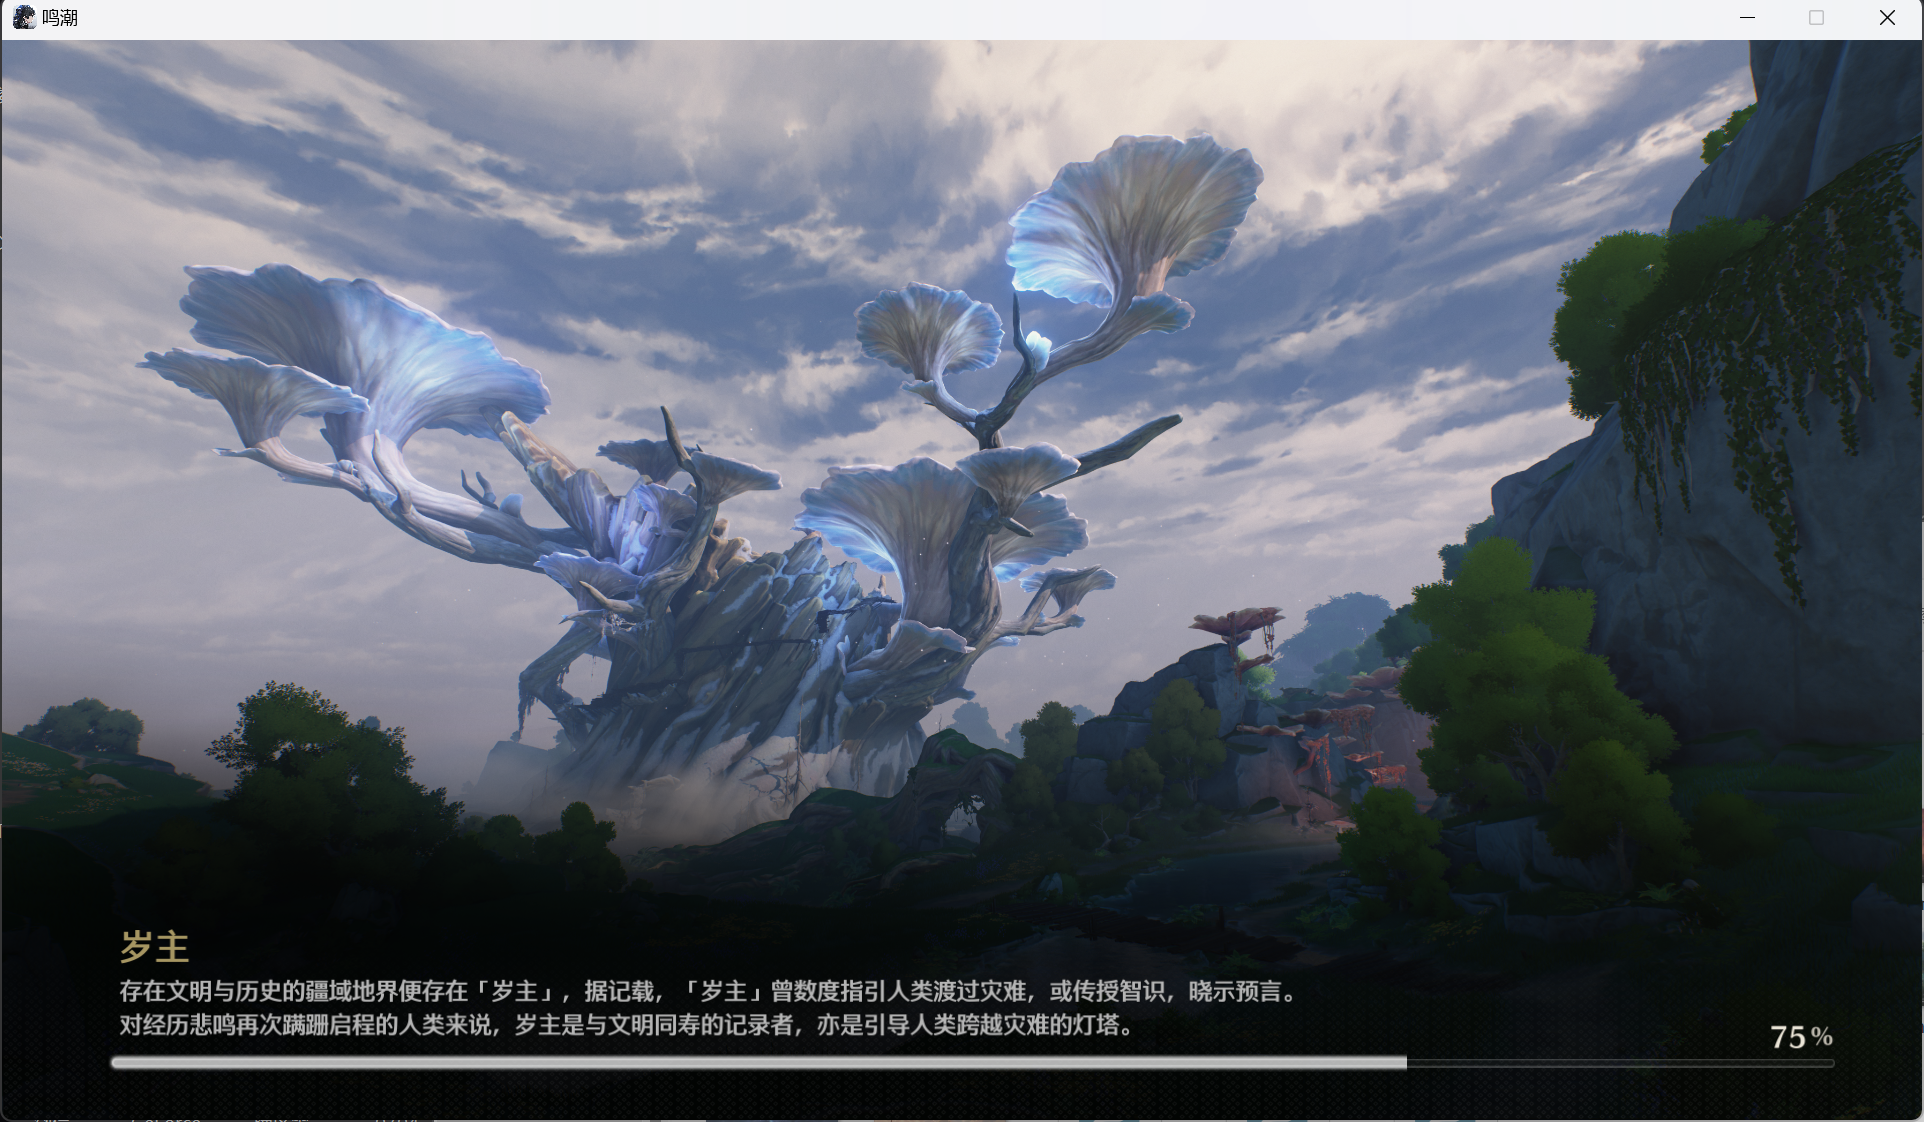 鸣潮
岁主
存在文明与历史的疆域地界便存在「岁主」，据记载，「岁主」曾数度指引人类渡过灾难，或传授智识，晓示预言。
对经历悲鸣再次蹒跚启程的人类来说，岁主是与文明同寿的记录者，亦是引导人类跨越灾难的灯塔。
75%